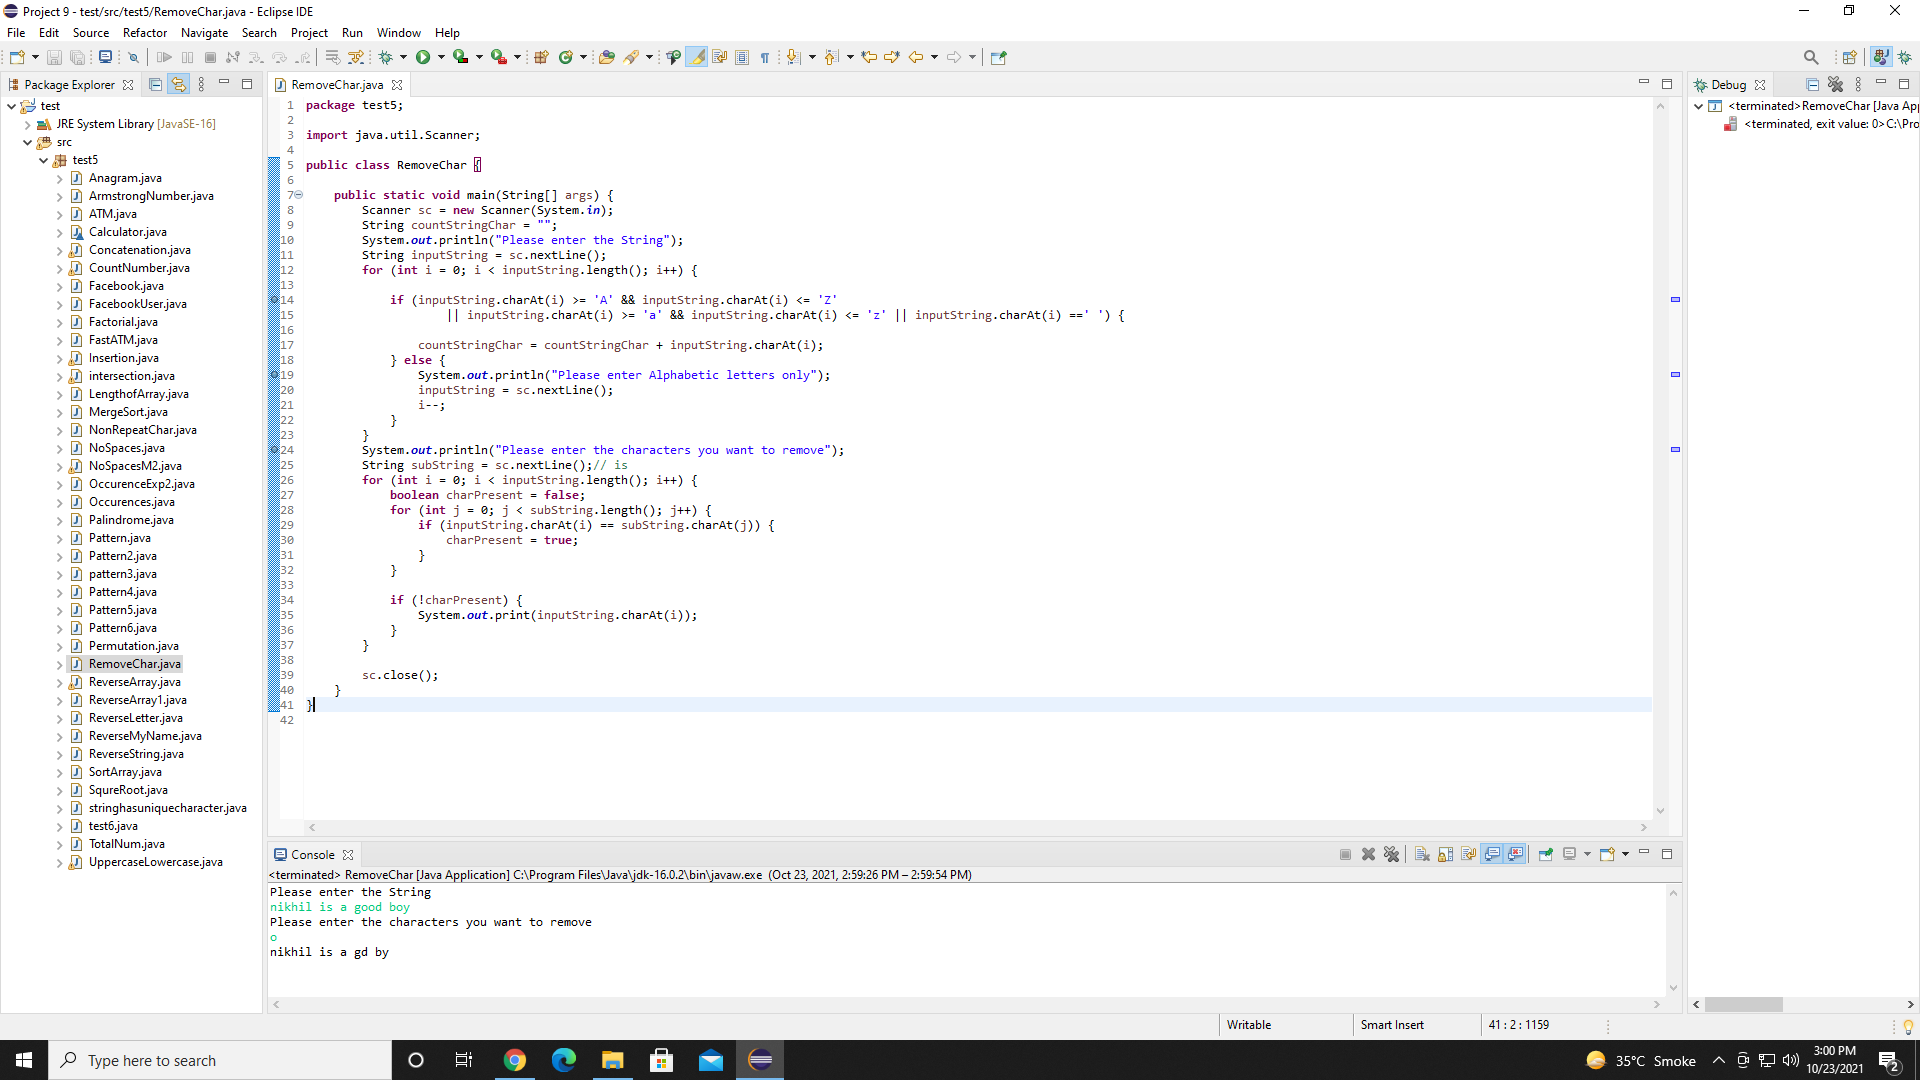 Project 9 - test/src/test5/RemoveChar.java - Eclipse IDE
File Edit Source Refactor Navigate Search Project Run Window Help
Package Explorer
test
JRE System Library [JavaSE-16]
src
test5
Anagram.java
ArmstrongNumber.java
ATM.java
Calculator.java
Concatenation.java
CountNumber.java
Facebook.java
FacebookUser.java
Factorial.java
FastATM.java
Insertion.java
intersection.java
LengthofArray.java
MergeSort.java
NonRepeatChar.java
NoSpaces.java
NoSpacesM2.java
OccurenceExp2.java
Occurences.java
Palindrome.java
Pattern.java
Pattern2.java
pattern3.java
Pattern4.java
Pattern5.java
Pattern6.java
Permutation.java
RemoveChar.java
ReverseArray.java
ReverseArray1.java
ReverseLetter.java
ReverseMyName.java
ReverseString.java
SortArray.java
SqureRoot.java
stringhasuniquecharacter.java
test6.java
TotalNum.java
UppercaseLowercase.java
RemoveChar.java
1 package test5;
2
3 import java.util.Scanner;
4
5 public class RemoveChar {
6
7 public static void main(String[] args) {
8 Scanner sc = new Scanner(System.in);
9 String countStringChar = "";
10 System.out.println("Please enter the String");
11 String inputString = sc.nextLine();
12 for (int i = 0; i < inputString.length(); i++) {
13
14 if (inputString.charAt(i) >= 'A' && inputString.charAt(i) <= 'Z'
15 || inputString.charAt(i) >= 'a' && inputString.charAt(i) <= 'z' || inputString.charAt(i) ==' ') {
16
17 countStringChar = countStringChar + inputString.charAt(i);
18 } else {
19 System.out.println("Please enter Alphabetic letters only");
20 inputString = sc.nextLine();
21 i--;
22 }
23 }
24 System.out.println("Please enter the characters you want to remove");
25 String subString = sc.nextLine();// is
26 for (int i = 0; i < inputString.length(); i++) {
27 boolean charPresent = false;
28 for (int j = 0; j < subString.length(); j++) {
29 if (inputString.charAt(i) == subString.charAt(j)) {
30 charPresent = true;
31 }
32 }
33
34 if (!charPresent) {
35 System.out.print(inputString.charAt(i));
36 }
37 }
38
39 sc.close();
40 }
41 }
42
Console
<terminated> RemoveChar [Java Application] C:\Program Files\Java\jdk-16.0.2\bin\javaw.exe (Oct 23, 2021, 2:59:26 PM – 2:59:54 PM)
Please enter the String
nikhil is a good boy
Please enter the characters you want to remove
o
nikhil is a gd by
Debug
<terminated>RemoveChar [Java Ap
<terminated, exit value: 0>C:\Pro
Writable Smart Insert 41 : 2 : 1159
Type here to search
35°C Smoke
3:00 PM
10/23/2021
2